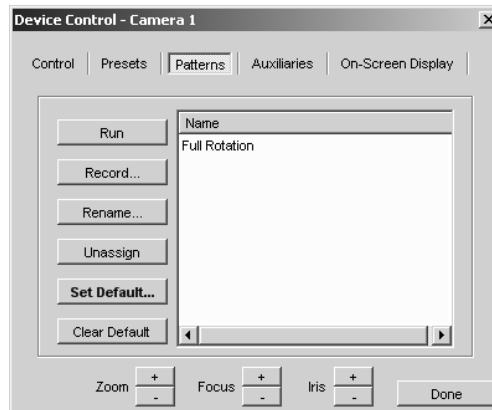 Device Control - Camera 1
Control Presets Patterns Auxiliaries On-Screen Display
Run
Record...
Rename...
Unassign
Set Default...
Clear Default
Name
Full Rotation
Zoom + - Focus + - Iris + -
Done